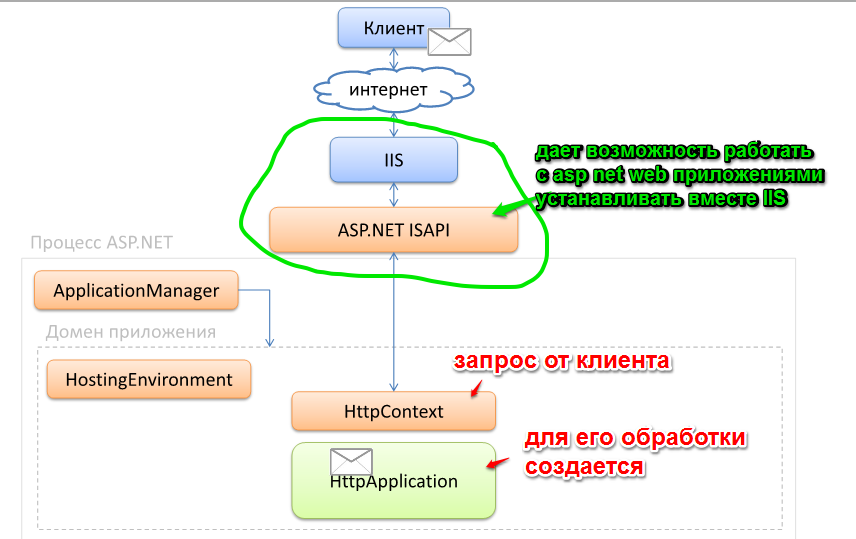 Клиент
интернет
IIS
дает возможность работать
с asp net web приложениями
устанавливать вместе IIS
ASP.NET ISAPI
Процесс ASP.NET
ApplicationManager
Домен приложения
HostingEnvironment
запрос от клиента
HttpContext
для его обработки
создается
HttpApplication